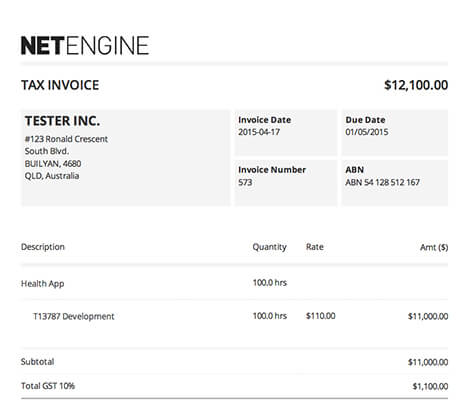 NETENGINE
TAX INVOICE $12,100.00
TESTER INC.
#123 Ronald Crescent
South Blvd.
BUILYAN, 4680
QLD, Australia
Invoice Date
2015-04-17
Due Date
01/05/2015
Invoice Number
573
ABN
ABN 54 128 512 167
Description Quantity Rate Amt ($)
Health App 100.0 hrs
T13787 Development 100.0 hrs $110.00 $11,000.00
Subtotal $11,000.00
Total GST 10% $1,100.00